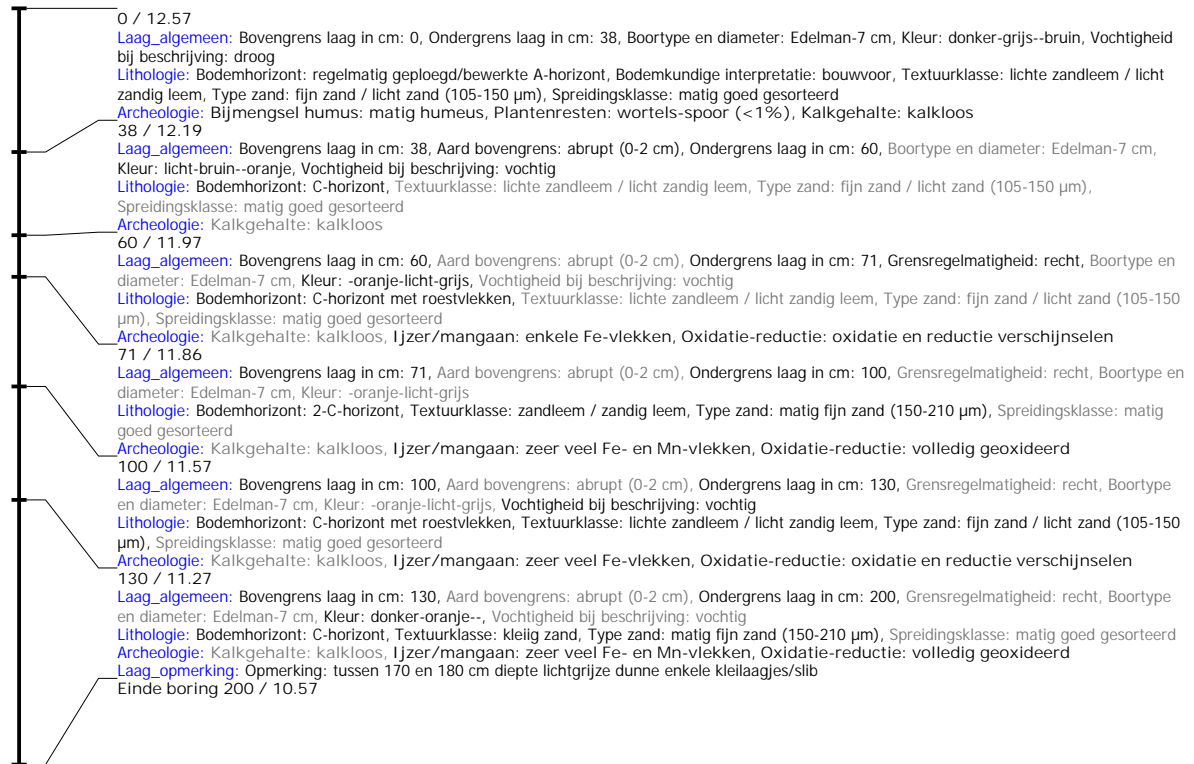 0 / 12.57
Laag_algemeen: Bovengrens laag in cm: 0, Ondergrens laag in cm: 38, Boortype en diameter: Edelman-7 cm, Kleur: donker-grijs--bruin, Vochtigheid
bij beschrijving: droog
Lithologie: Bodemhorizont: regelmatig geploegd/bewerkte A-horizont, Bodemkundige interpretatie: bouwvoor, Textuurklasse: lichte zandleem / licht
zandig leem, Type zand: fijn zand / licht zand (105-150 µm), Spreidingsklasse: matig goed gesorteerd
Archeologie: Bijmengsel humus: matig humeus, Plantenresten: wortels-spoor (<1%), Kalkgehalte: kalkloos
38 / 12.19
Laag_algemeen: Bovengrens laag in cm: 38, Aard bovengrens: abrupt (0-2 cm), Ondergrens laag in cm: 60, Boortype en diameter: Edelman-7 cm,
Kleur: licht-bruin--oranje, Vochtigheid bij beschrijving: vochtig
Lithologie: Bodemhorizont: C-horizont, Textuurklasse: lichte zandleem / licht zandig leem, Type zand: fijn zand / licht zand (105-150 µm),
Spreidingsklasse: matig goed gesorteerd
Archeologie: Kalkgehalte: kalkloos
60 / 11.97
Laag_algemeen: Bovengrens laag in cm: 60, Aard bovengrens: abrupt (0-2 cm), Ondergrens laag in cm: 71, Grensregelmatigheid: recht, Boortype en
diameter: Edelman-7 cm, Kleur: -oranje-licht-grijs, Vochtigheid bij beschrijving: vochtig
Lithologie: Bodemhorizont: C-horizont met roestvlekken, Textuurklasse: lichte zandleem / licht zandig leem, Type zand: fijn zand / licht zand (105-150
µm), Spreidingsklasse: matig goed gesorteerd
Archeologie: Kalkgehalte: kalkloos, Ijzer/mangaan: enkele Fe-vlekken, Oxidatie-reductie: oxidatie en reductie verschijnselen
71 / 11.86
Laag_algemeen: Bovengrens laag in cm: 71, Aard bovengrens: abrupt (0-2 cm), Ondergrens laag in cm: 100, Grensregelmatigheid: recht, Boortype en
diameter: Edelman-7 cm, Kleur: -oranje-licht-grijs
Lithologie: Bodemhorizont: 2-C-horizont, Textuurklasse: zandleem / zandig leem, Type zand: matig fijn zand (150-210 µm), Spreidingsklasse: matig
goed gesorteerd
Archeologie: Kalkgehalte: kalkloos, Ijzer/mangaan: zeer veel Fe- en Mn-vlekken, Oxidatie-reductie: volledig geoxideerd
100 / 11.57
Laag_algemeen: Bovengrens laag in cm: 100, Aard bovengrens: abrupt (0-2 cm), Ondergrens laag in cm: 130, Grensregelmatigheid: recht, Boortype
en diameter: Edelman-7 cm, Kleur: -oranje-licht-grijs, Vochtigheid bij beschrijving: vochtig
Lithologie: Bodemhorizont: C-horizont met roestvlekken, Textuurklasse: lichte zandleem / licht zandig leem, Type zand: fijn zand / licht zand (105-150
µm), Spreidingsklasse: matig goed gesorteerd
Archeologie: Kalkgehalte: kalkloos, Ijzer/mangaan: zeer veel Fe-vlekken, Oxidatie-reductie: oxidatie en reductie verschijnselen
130 / 11.27
Laag_algemeen: Bovengrens laag in cm: 130, Aard bovengrens: abrupt (0-2 cm), Ondergrens laag in cm: 200, Grensregelmatigheid: recht, Boortype
en diameter: Edelman-7 cm, Kleur: donker-oranje--, Vochtigheid bij beschrijving: vochtig
Lithologie: Bodemhorizont: C-horizont, Textuurklasse: kleiig zand, Type zand: matig fijn zand (150-210 µm), Spreidingsklasse: matig goed gesorteerd
Archeologie: Kalkgehalte: kalkloos, Ijzer/mangaan: zeer veel Fe- en Mn-vlekken, Oxidatie-reductie: volledig geoxideerd
Laag_opmerking: Opmerking: tussen 170 en 180 cm diepte lichtgrijze dunne enkele kleilaagjes/slib
Einde boring 200 / 10.57